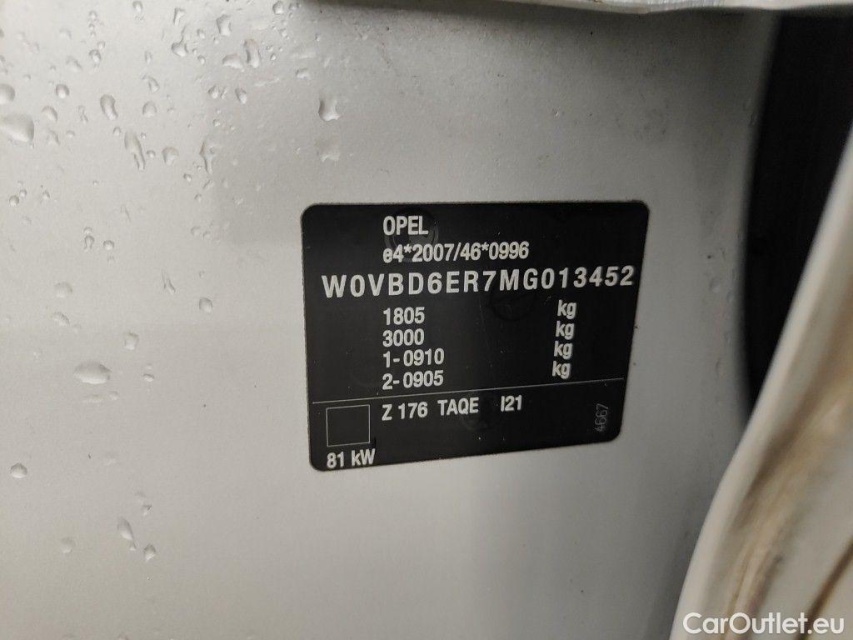 OPEL
e4*2007/46*0996
W0VBD6ER7MG013452
1805 kg
3000 kg
1-0910 kg
2-0905 kg
Z 176 TAQE I21
4667
81 kW
CarOutlet.eu